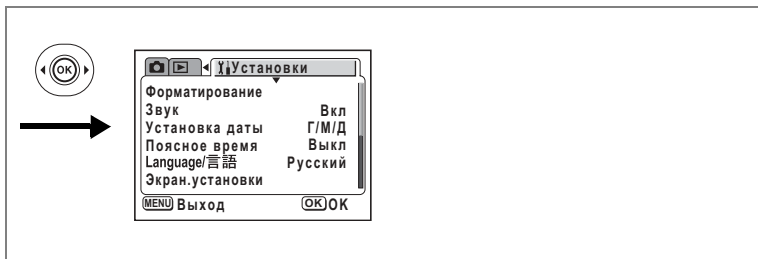 OK
Установки
Форматирование
Звук Вкл
Установка даты Г/М/Д
Поясное время Выкл
Language/言語 Русский
Экран.установки
MENU Выход OK OK